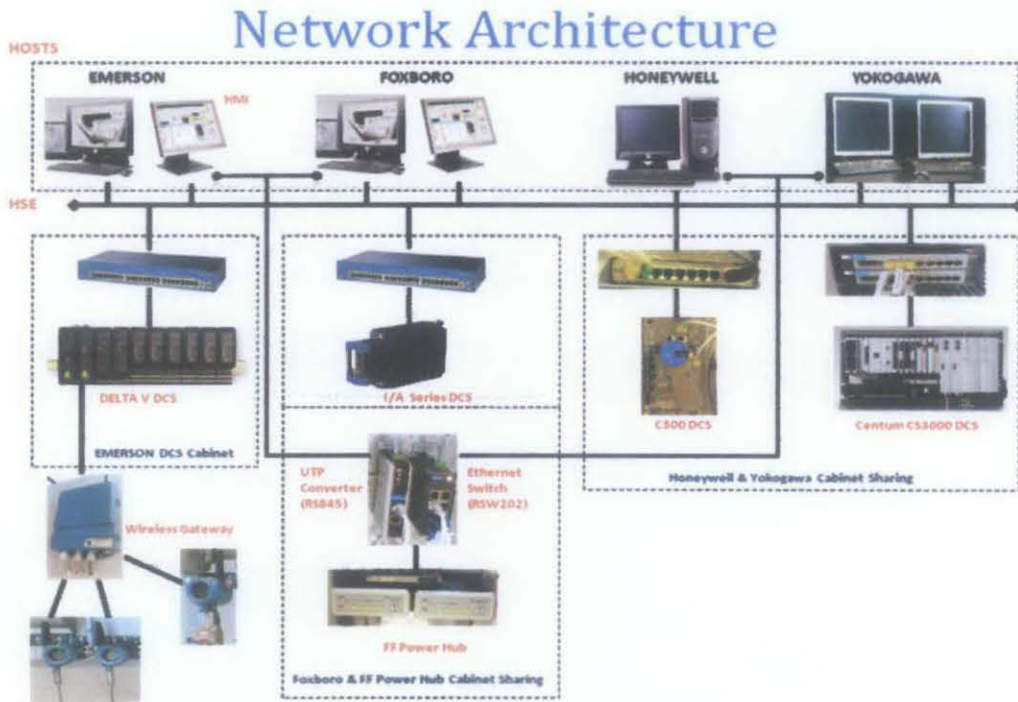 Network Architecture
HOSTS
EMERSON
FOXBORO
HONEYWELL
YOKOGAWA
HMI
HSE
DELTA V DCS
I/A Series DCS
C300 DCS
Centum CS3000 DCS
EMERSON DCS Cabinet
UTP
Converter
(RS845)
Ethernet
Switch
(RSW202)
Honeywell & Yokogawa Cabinet Sharing
Wireless Gateway
FF Power Hub
Foxboro & FF Power Hub Cabinet Sharing